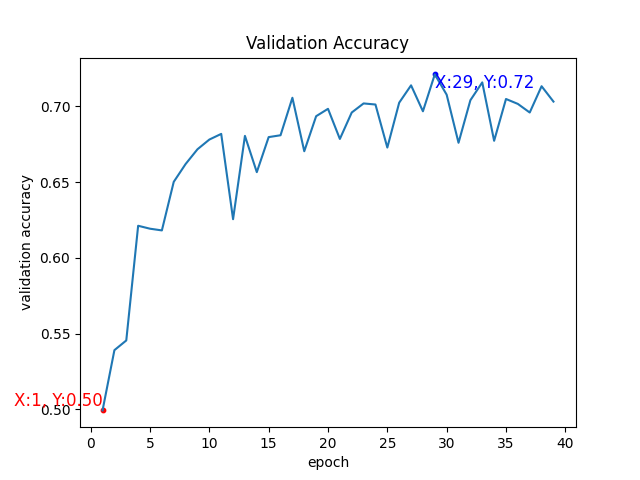 Validation Accuracy
X:29, Y:0.72
0.70
0.65
0.60
0.55
0.50
X:1, Y:0.50
validation accuracy
0 5 10 15 20 25 30 35 40
epoch